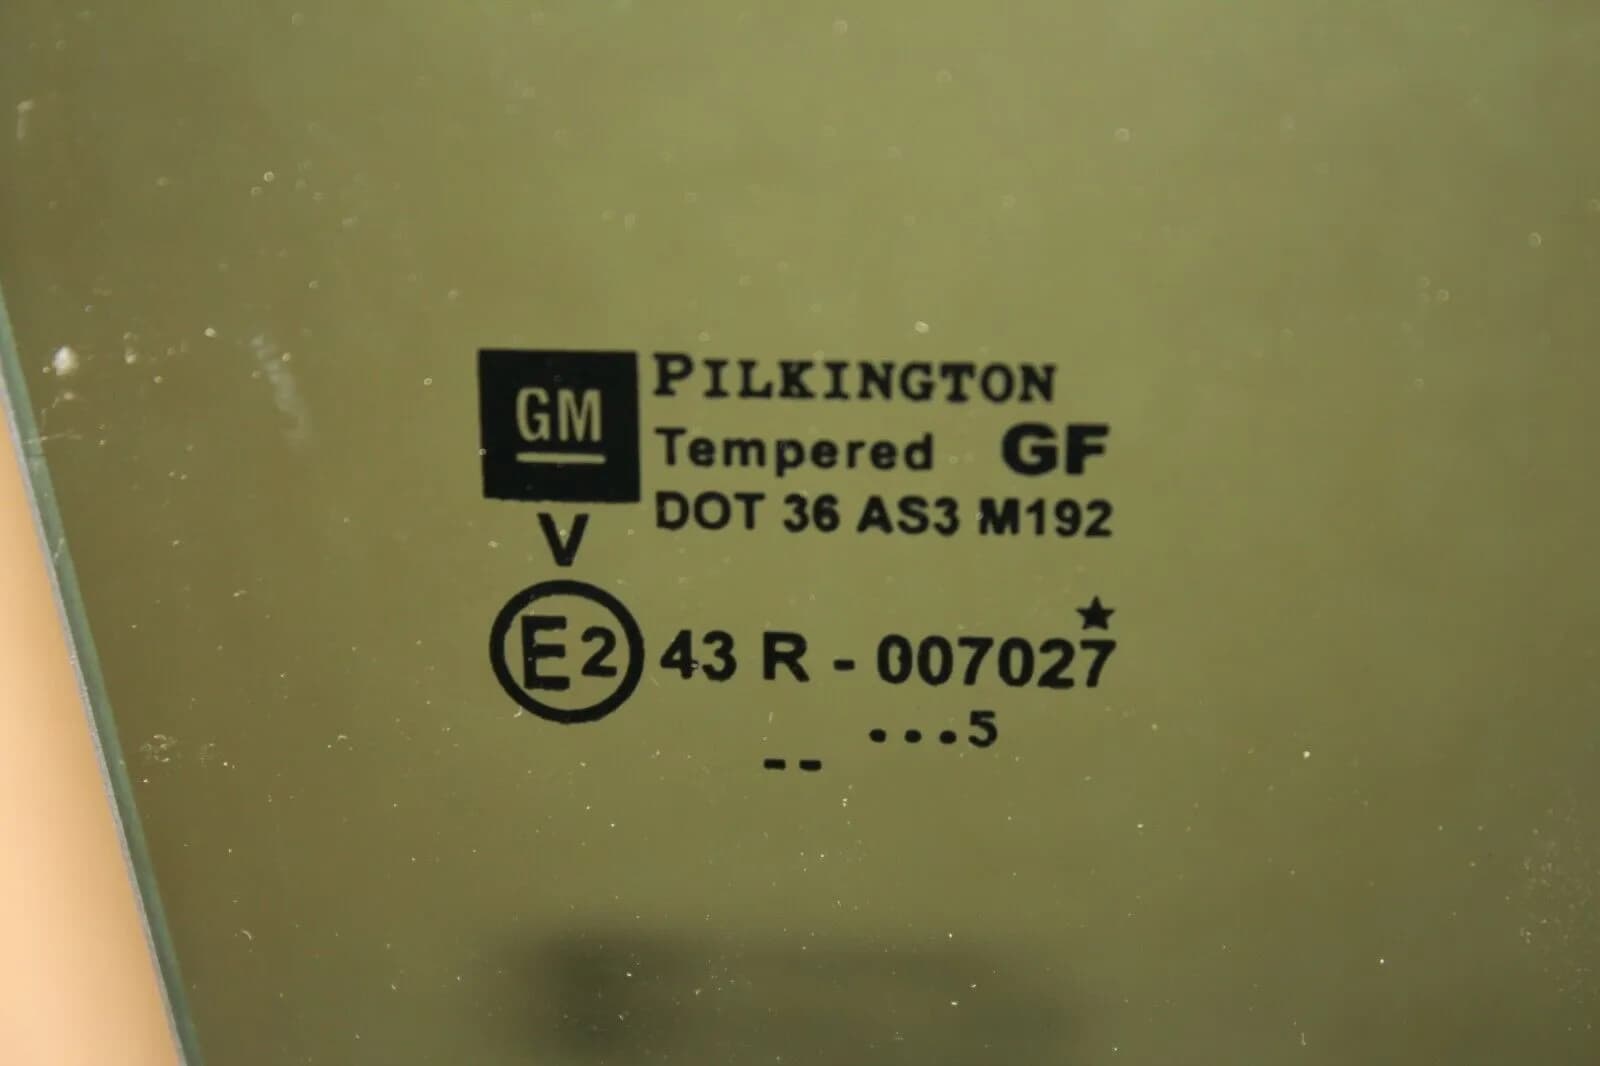 GM
PILKINGTON
Tempered GF
DOT 36 AS3 M192
V
E2 43 R - 007027
...5
--